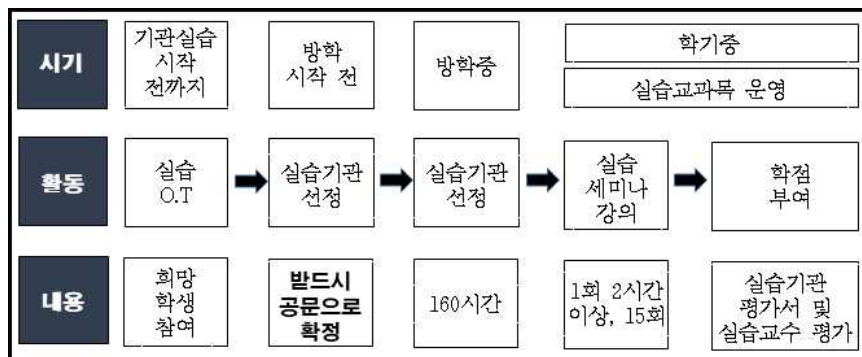 시기
기관실습
시작
전까지
방학
시작 전
방학중
학기중
실습교과목 운영
활동
실습
O.T
실습기관
선정
실습기관
선정
실습
세미나
강의
학점
부여
내용
희망
학생
참여
받드시
공문으로
확정
160시간
1회 2시간
이상, 15회
실습기관
평가서 및
실습교수 평가